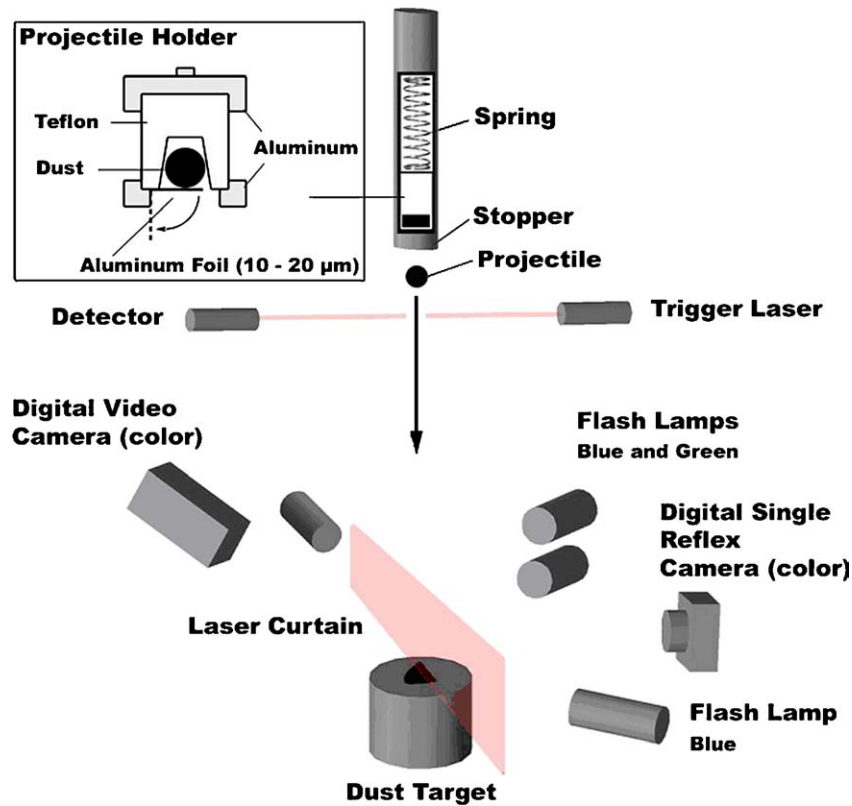 Projectile Holder
Teflon
Dust
Aluminum
Aluminum Foil (10 - 20 µm)
Spring
Stopper
Projectile
Detector
Trigger Laser
Digital Video
Camera (color)
Flash Lamps
Blue and Green
Digital Single
Reflex
Camera (color)
Laser Curtain
Flash Lamp
Blue
Dust Target